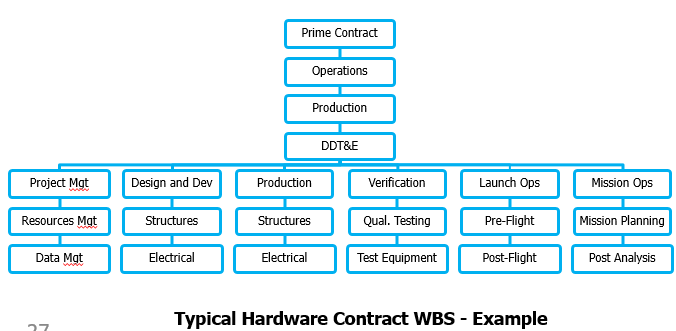 Prime Contract
Operations
Production
DDT&E
Project Mgt Design and Dev Production Verification Launch Ops Mission Ops
Resources Mgt Structures Structures Qual. Testing Pre-Flight Mission Planning
Data Mgt Electrical Electrical Test Equipment Post-Flight Post Analysis
Typical Hardware Contract WBS - Example